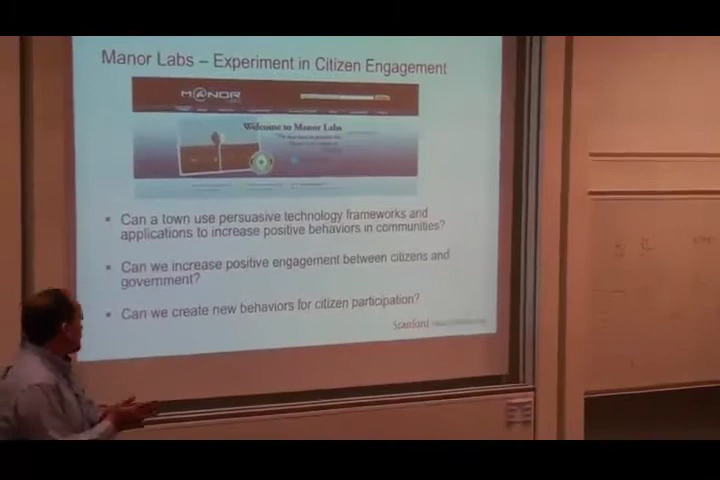 Manor Labs – Experiment in Citizen Engagement
M@NOR
LABS
Welcome to Manor Labs
Can a town use persuasive technology frameworks and
applications to increase positive behaviors in communities?
Can we increase positive engagement between citizens and
government?
Can we create new behaviors for citizen participation?
Stanford